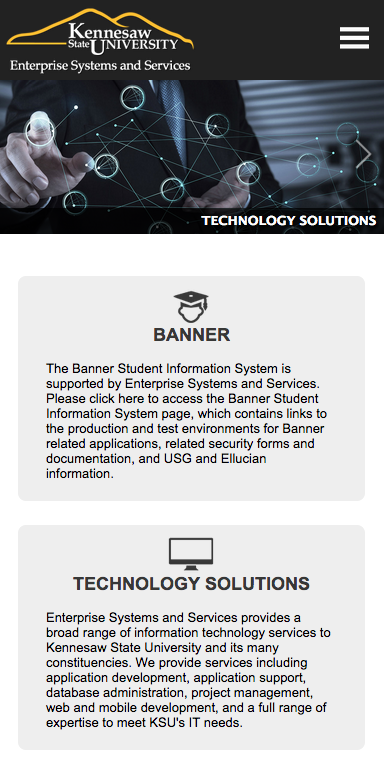 Kennesaw
State UNIVERSITY
Enterprise Systems and Services
TECHNOLOGY SOLUTIONS
BANNER
The Banner Student Information System is
supported by Enterprise Systems and Services.
Please click here to access the Banner Student
Information System page, which contains links to
the production and test environments for Banner
related applications, related security forms and
documentation, and USG and Ellucian
information.
TECHNOLOGY SOLUTIONS
Enterprise Systems and Services provides a
broad range of information technology services to
Kennesaw State University and its many
constituencies. We provide services including
application development, application support,
database administration, project management,
web and mobile development, and a full range of
expertise to meet KSU's IT needs.